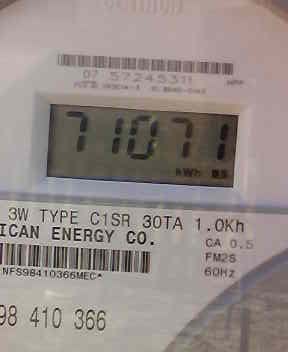 07 57245311
71071
kWh
3W TYPE C1SR 30TA 1.0Kh
ICAN ENERGY CO.
CA 0.5
FM2S
60Hz
NFS98410366MEC*
98 410 366